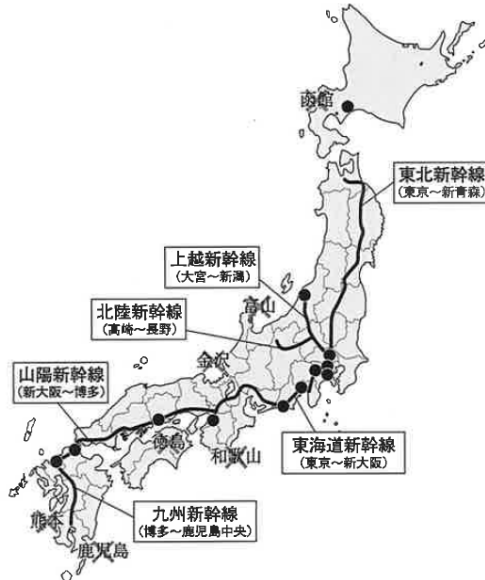 函館
東北新幹線
(東京〜新青森)
上越新幹線
(大宮〜新潟)
富山
北陸新幹線
(高崎〜長野)
金沢
山陽新幹線
(新大阪〜博多)
徳島
和歌山
東海道新幹線
(東京〜新大阪)
熊本
九州新幹線
(博多〜鹿児島中央)
鹿児島